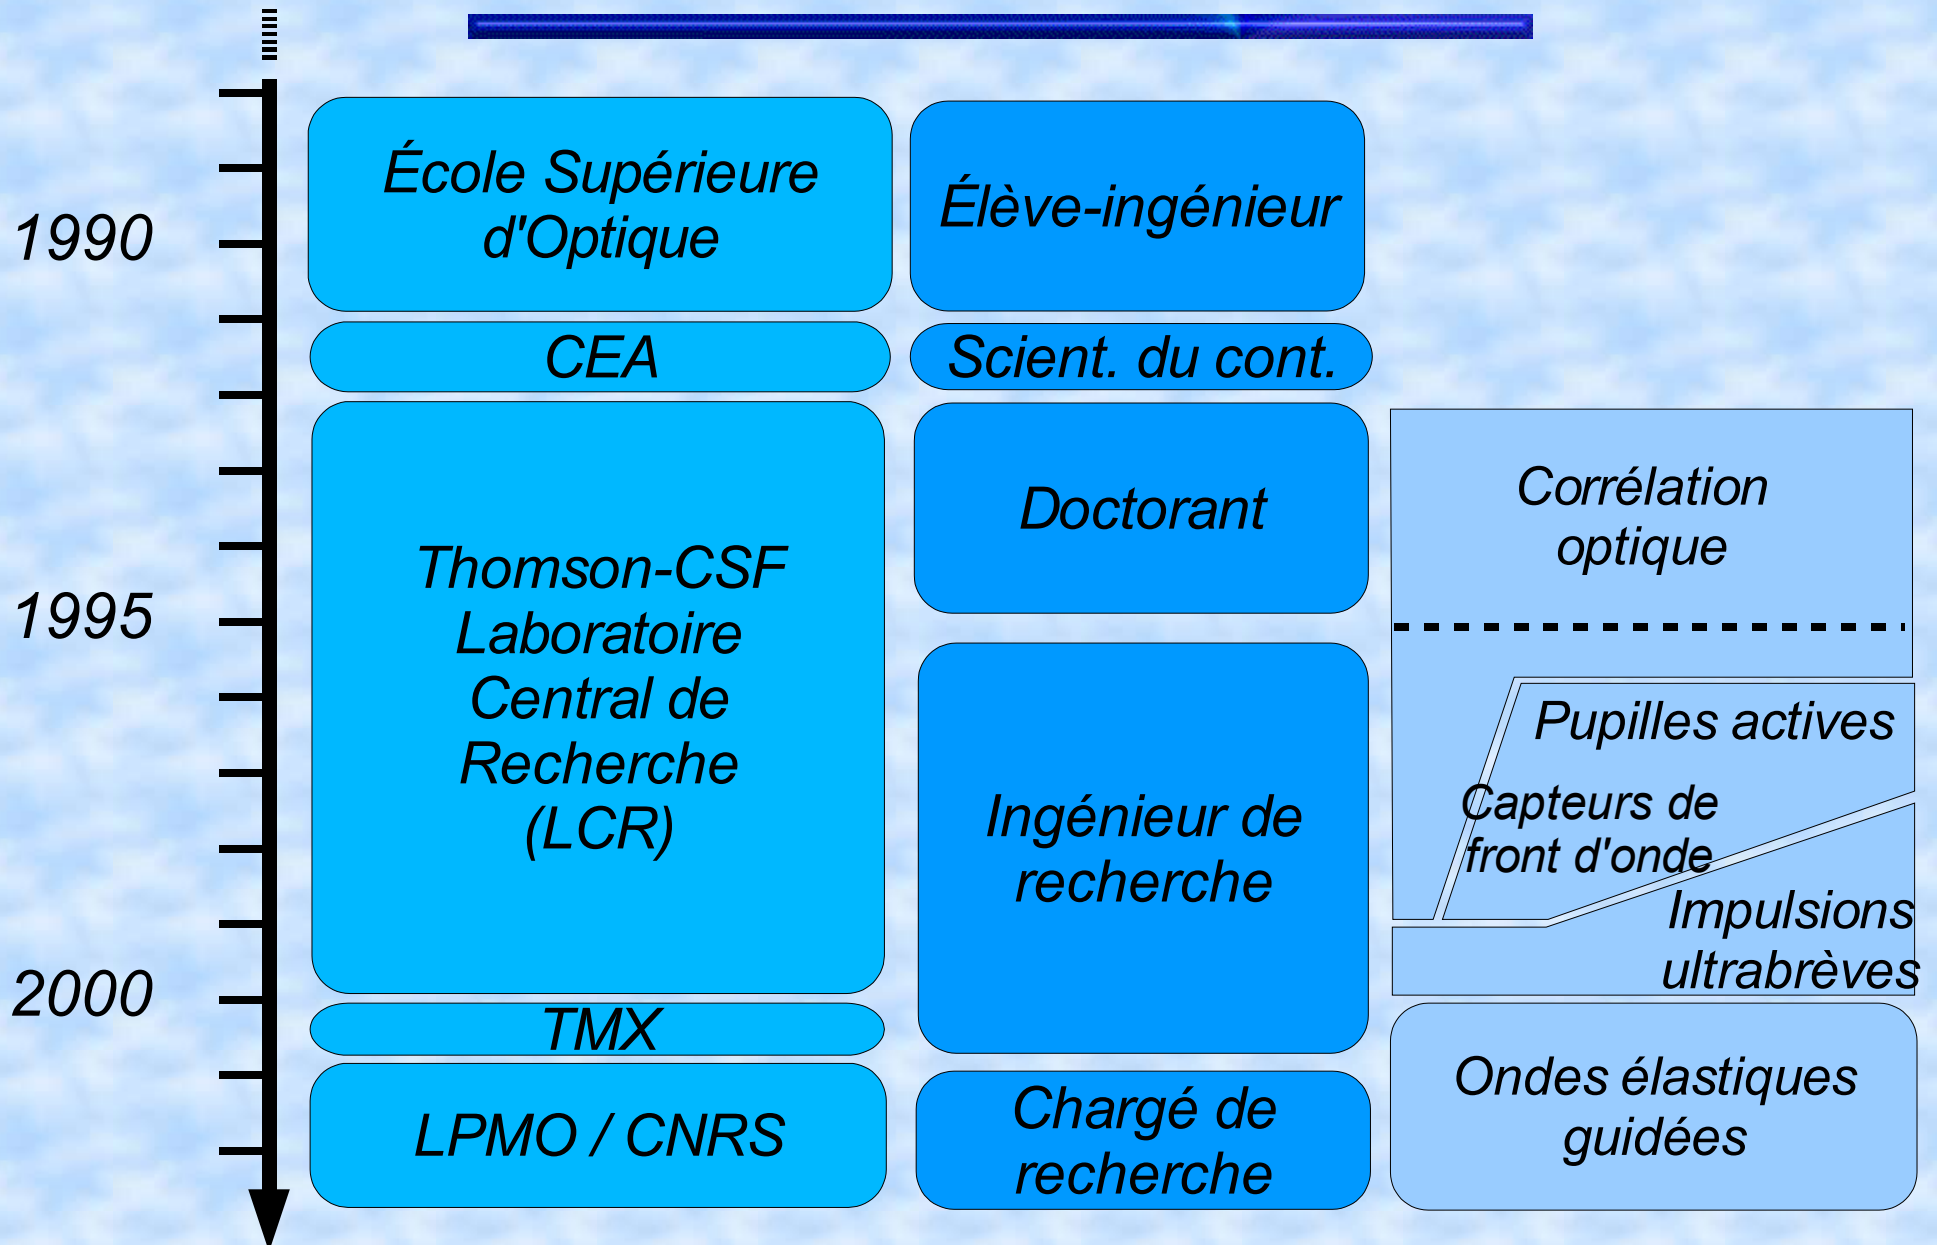 1990
1995
2000
École Supérieure
d'Optique
Élève-ingénieur
CEA
Scient. du cont.
Thomson-CSF
Laboratoire
Central de
Recherche
(LCR)
Doctorant
Ingénieur de
recherche
Corrélation
optique
Pupilles actives
Capteurs de
front d'onde
Impulsions
ultrabrèves
TMX
LPMO / CNRS
Chargé de
recherche
Ondes élastiques
guidées